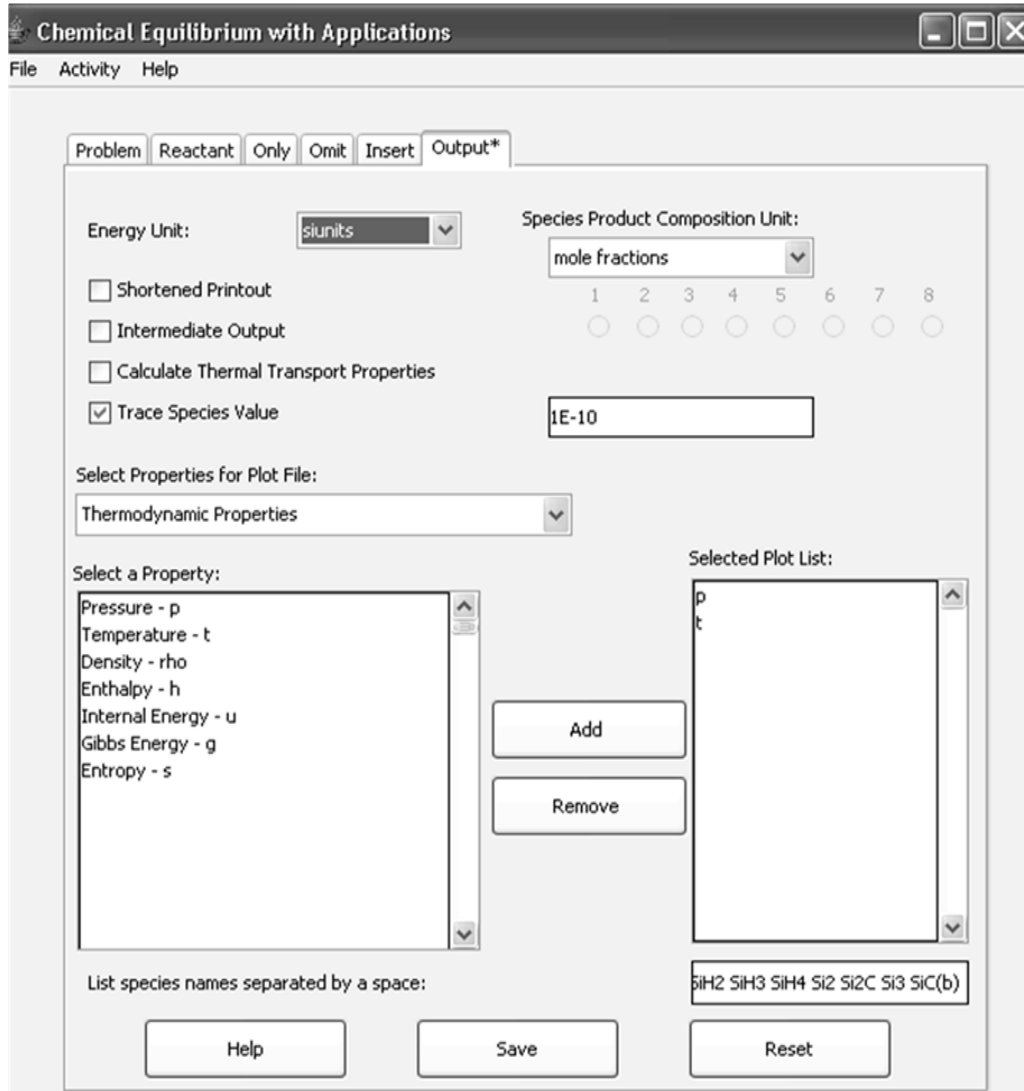 Chemical Equilibrium with Applications
File Activity Help
Problem Reactant Only Omit Insert Output*
Energy Unit:
siunits
Species Product Composition Unit:
mole fractions
1 2 3 4 5 6 7 8
Shortened Printout
Intermediate Output
Calculate Thermal Transport Properties
Trace Species Value
1E-10
Select Properties for Plot File:
Thermodynamic Properties
Select a Property:
Pressure - p
Temperature - t
Density - rho
Enthalpy - h
Internal Energy - u
Gibbs Energy - g
Entropy - s
Add
Remove
Selected Plot List:
p
t
List species names separated by a space:
SiH2 SiH3 SiH4 Si2 Si2C Si3 SiC(b)
Help Save Reset